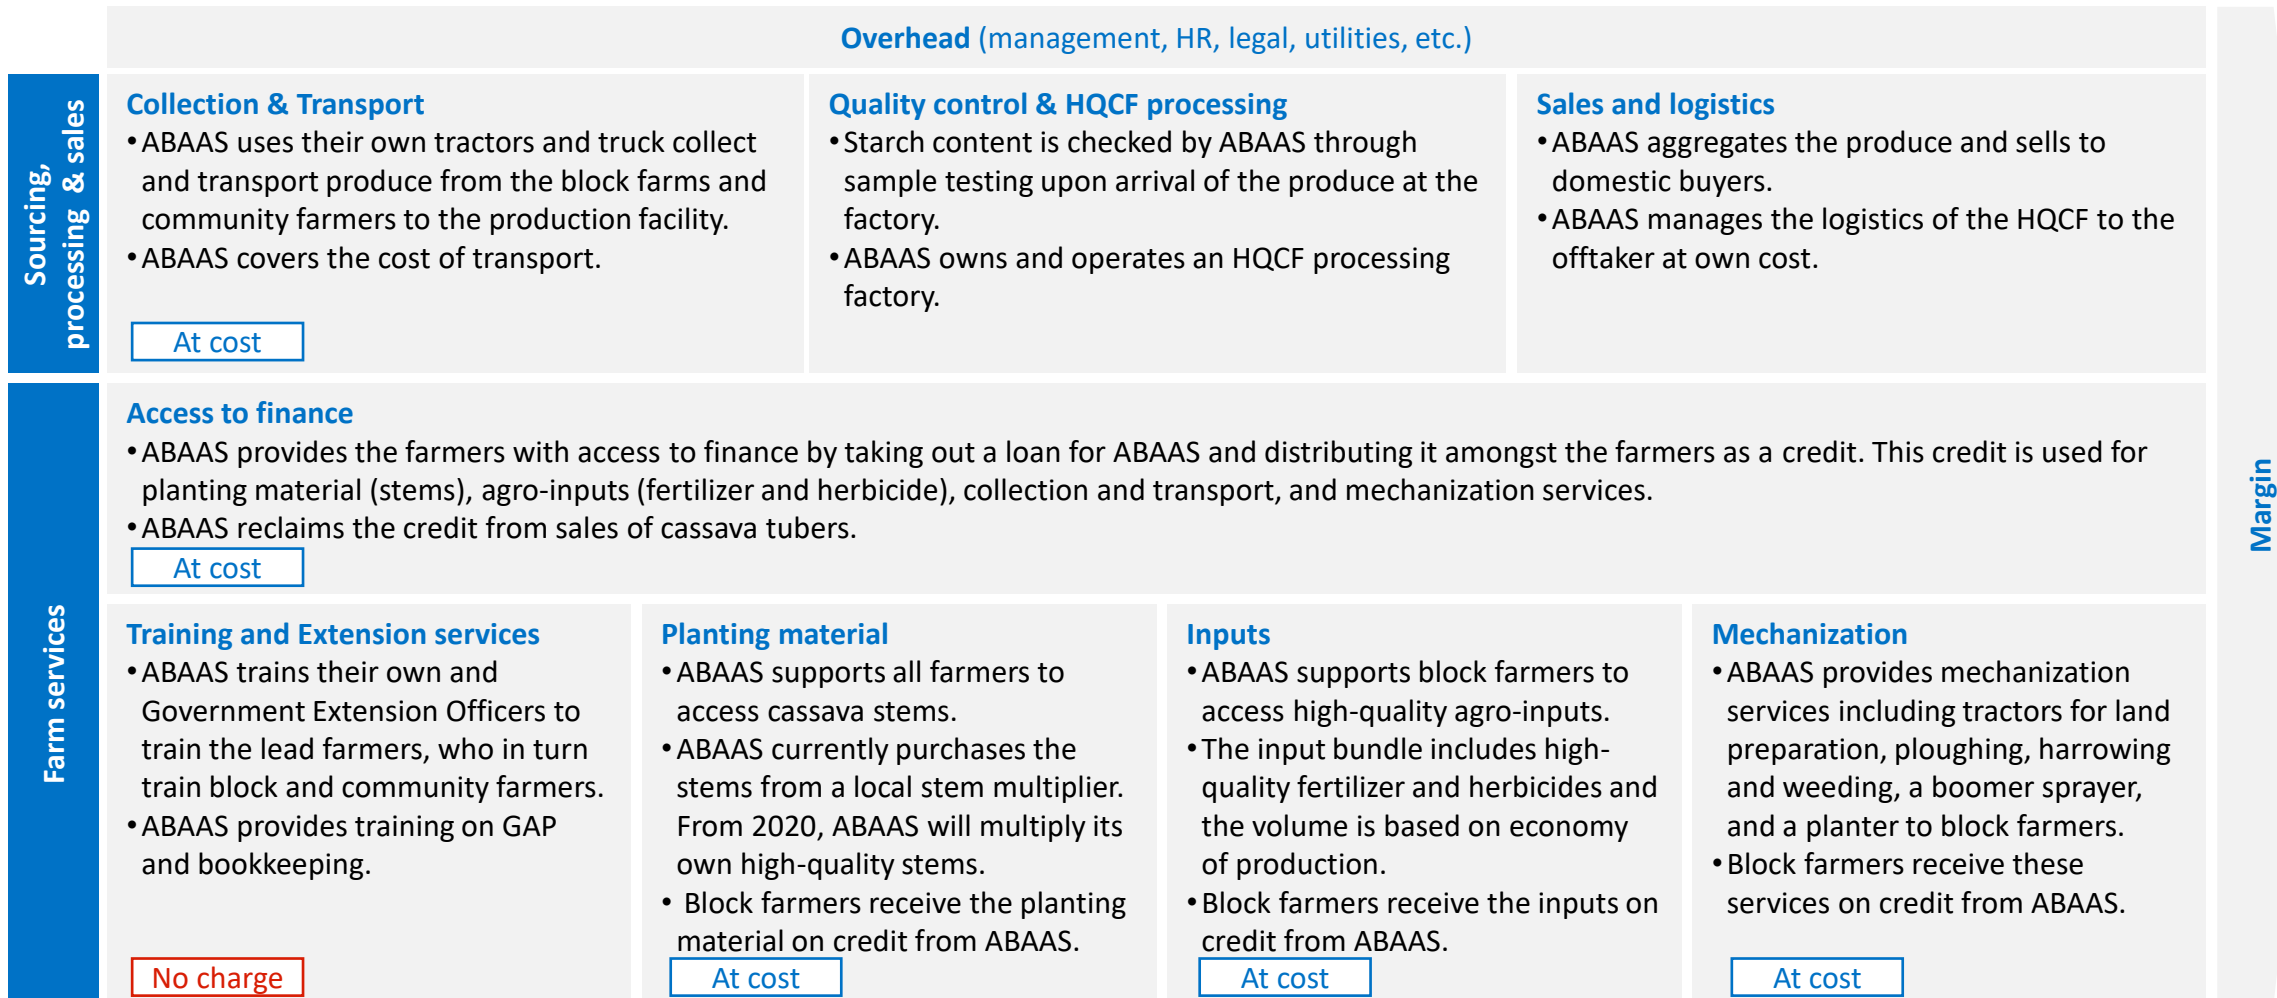 Overhead (management, HR, legal, utilities, etc.)
Sourcing,
processing & sales
Collection & Transport
•ABAAS uses their own tractors and truck collect
and transport produce from the block farms and
community farmers to the production facility.
•ABAAS covers the cost of transport.
At cost
Quality control & HQCF processing
•Starch content is checked by ABAAS through
sample testing upon arrival of the produce at the
factory.
•ABAAS owns and operates an HQCF processing
factory.
Sales and logistics
•ABAAS aggregates the produce and sells to
domestic buyers.
•ABAAS manages the logistics of the HQCF to the
offtaker at own cost.
Margin
Farm services
Access to finance
•ABAAS provides the farmers with access to finance by taking out a loan for ABAAS and distributing it amongst the farmers as a credit. This credit is used for
planting material (stems), agro-inputs (fertilizer and herbicide), collection and transport, and mechanization services.
•ABAAS reclaims the credit from sales of cassava tubers.
At cost
Training and Extension services
•ABAAS trains their own and
Government Extension Officers to
train the lead farmers, who in turn
train block and community farmers.
•ABAAS provides training on GAP
and bookkeeping.
No charge
Planting material
•ABAAS supports all farmers to
access cassava stems.
•ABAAS currently purchases the
stems from a local stem multiplier.
From 2020, ABAAS will multiply its
own high-quality stems.
• Block farmers receive the planting
material on credit from ABAAS.
At cost
Inputs
•ABAAS supports block farmers to
access high-quality agro-inputs.
•The input bundle includes high-
quality fertilizer and herbicides and
the volume is based on economy
of production.
•Block farmers receive the inputs on
credit from ABAAS.
At cost
Mechanization
•ABAAS provides mechanization
services including tractors for land
preparation, ploughing, harrowing
and weeding, a boomer sprayer,
and a planter to block farmers.
•Block farmers receive these
services on credit from ABAAS.
At cost